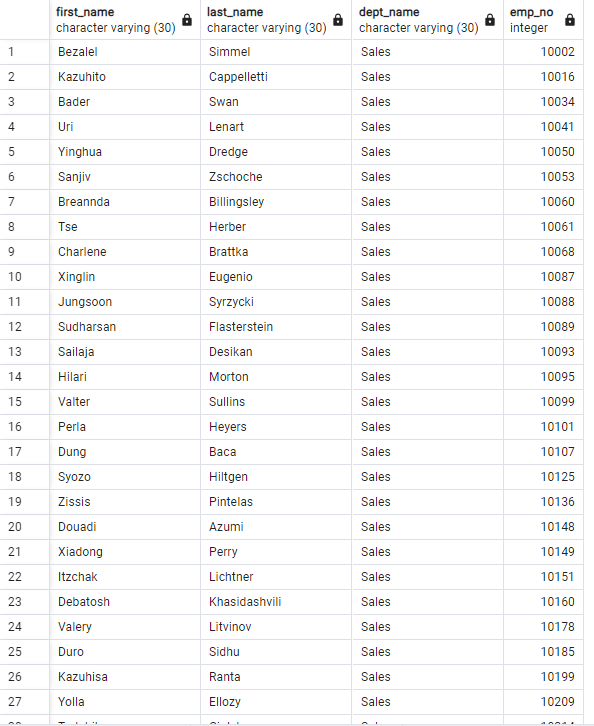 first_name last_name dept_name emp_no
character varying (30) character varying (30) character varying (30) integer
1 Bezalel Simmel Sales 10002
2 Kazuhito Cappelletti Sales 10016
3 Bader Swan Sales 10034
4 Uri Lenart Sales 10041
5 Yinghua Dredge Sales 10050
6 Sanjiv Zschoche Sales 10053
7 Breannda Billingsley Sales 10060
8 Tse Herber Sales 10061
9 Charlene Brattka Sales 10068
10 Xinglin Eugenio Sales 10087
11 Jungsoon Syrzycki Sales 10088
12 Sudharsan Flasterstein Sales 10089
13 Sailaja Desikan Sales 10093
14 Hilari Morton Sales 10095
15 Valter Sullins Sales 10099
16 Perla Heyers Sales 10101
17 Dung Baca Sales 10107
18 Syozo Hiltgen Sales 10125
19 Zissis Pintelas Sales 10136
20 Douadi Azumi Sales 10148
21 Xiadong Perry Sales 10149
22 Itzchak Lichtner Sales 10151
23 Debatosh Khasidashvili Sales 10160
24 Valery Litvinov Sales 10178
25 Duro Sidhu Sales 10185
26 Kazuhisa Ranta Sales 10199
27 Yolla Ellozy Sales 10209